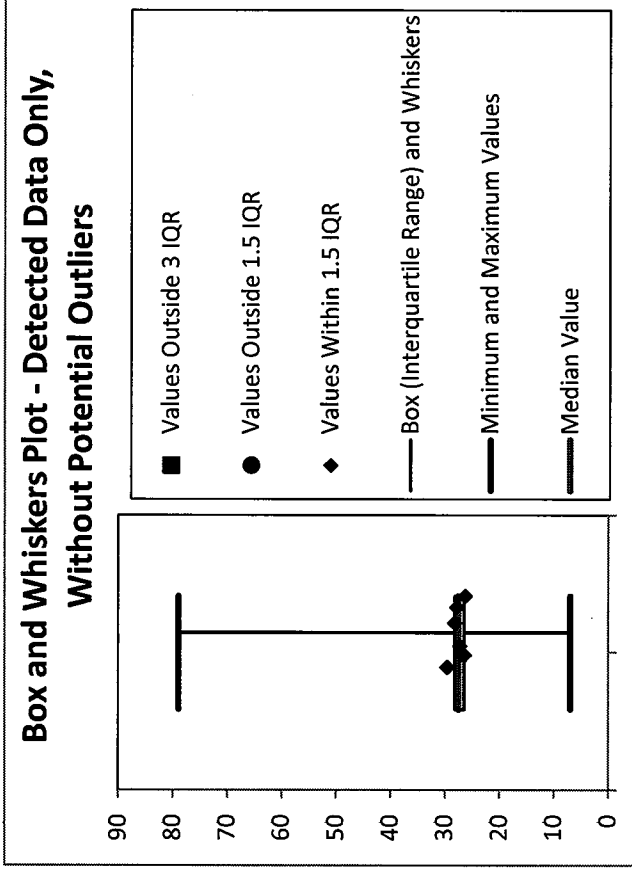 Box and Whiskers Plot - Detected Data Only,
Without Potential Outliers
90
80
70
60
50
40
30
20
10
0
Values Outside 3 IQR
Values Outside 1.5 IQR
Values Within 1.5 IQR
Box (Interquartile Range) and Whiskers
Minimum and Maximum Values
Median Value